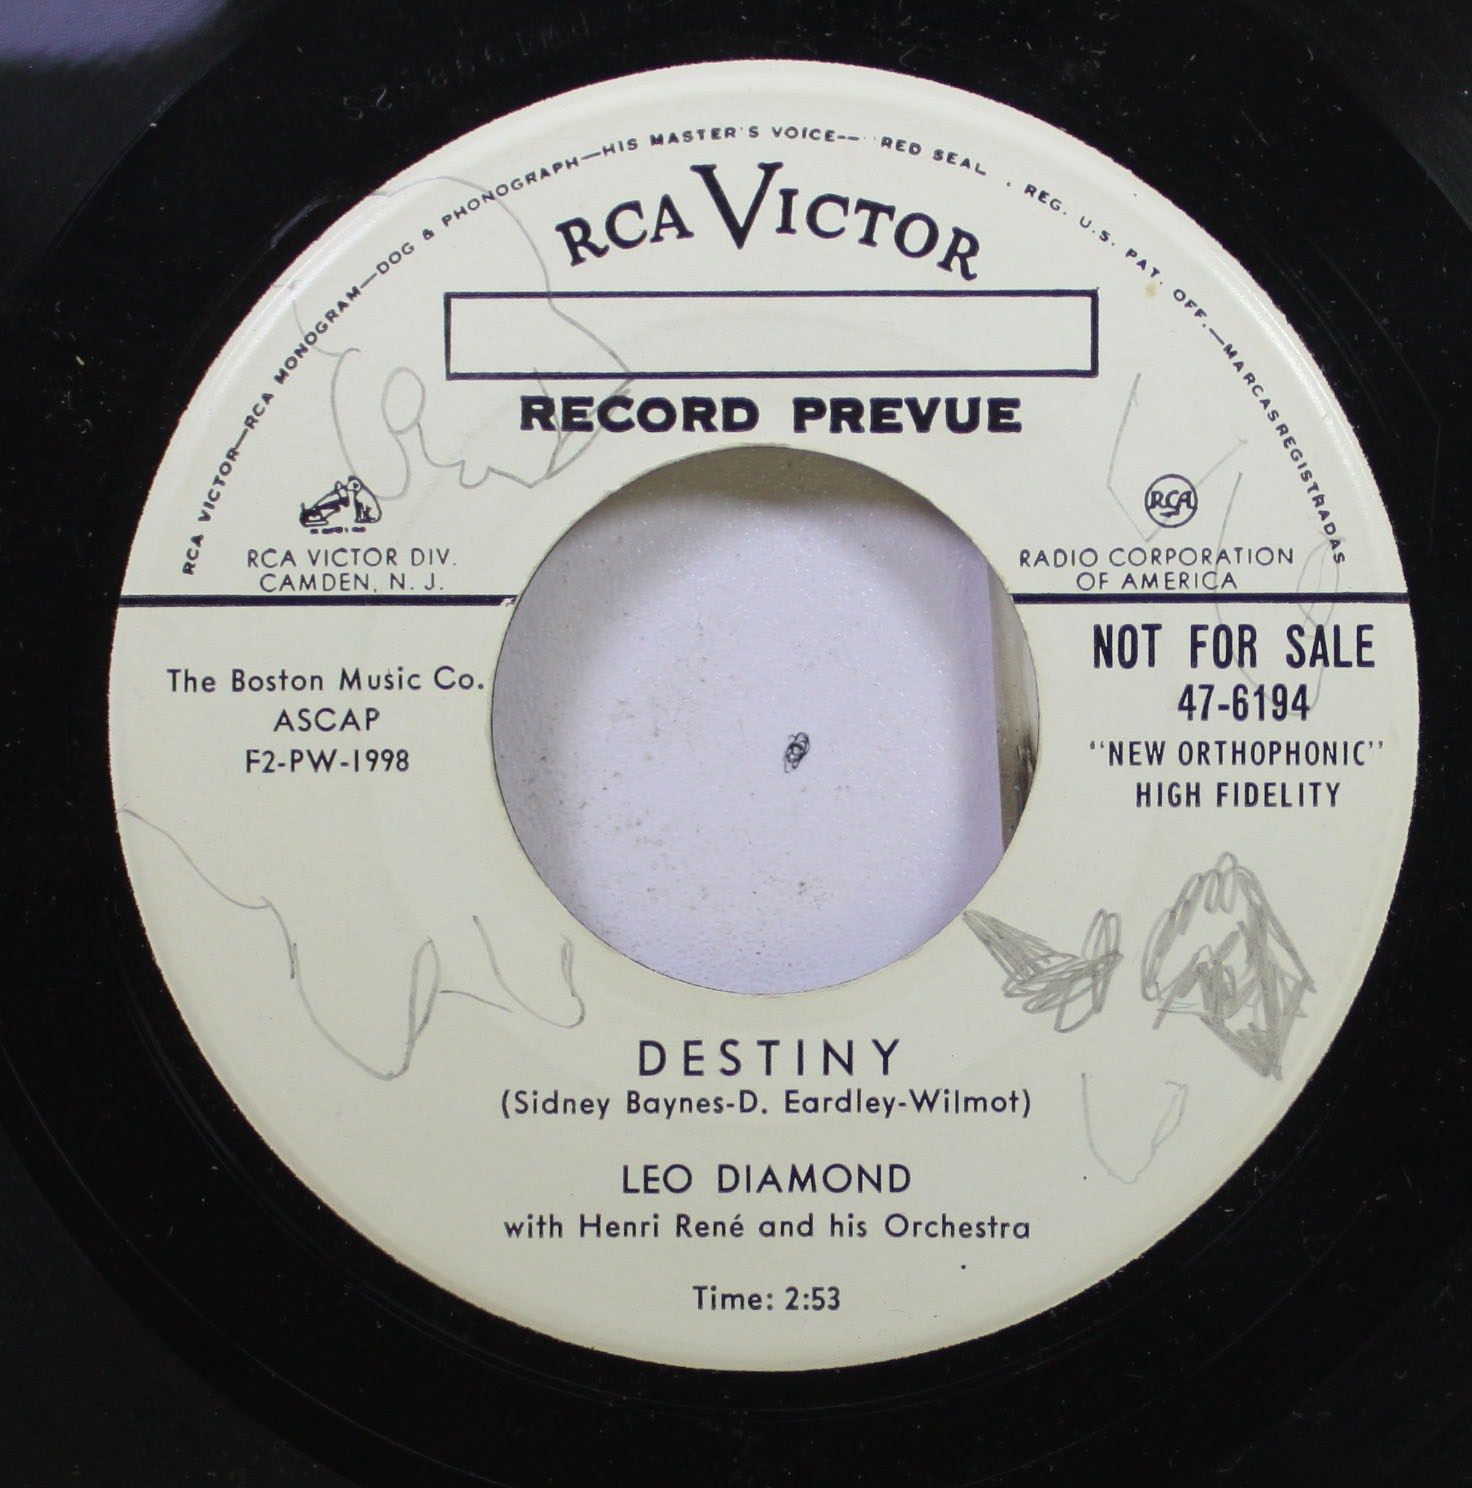 RCA VICTOR—RCA MONOGRAM—DOG & PHONOGRAPH—HIS MASTER'S VOICE—RED SEAL . REG. U.S. PAT. OFF.—MARCAS REGISTRADAS
RCA VICTOR
RECORD PREVUE
RCA
RCA VICTOR DIV.
CAMDEN, N. J.
RADIO CORPORATION
OF AMERICA
The Boston Music Co.
ASCAP
F2-PW-1998
NOT FOR SALE
47-6194
"NEW ORTHOPHONIC"
HIGH FIDELITY
DESTINY
(Sidney Baynes-D. Eardley-Wilmot)
LEO DIAMOND
with Henri René and his Orchestra
Time: 2:53